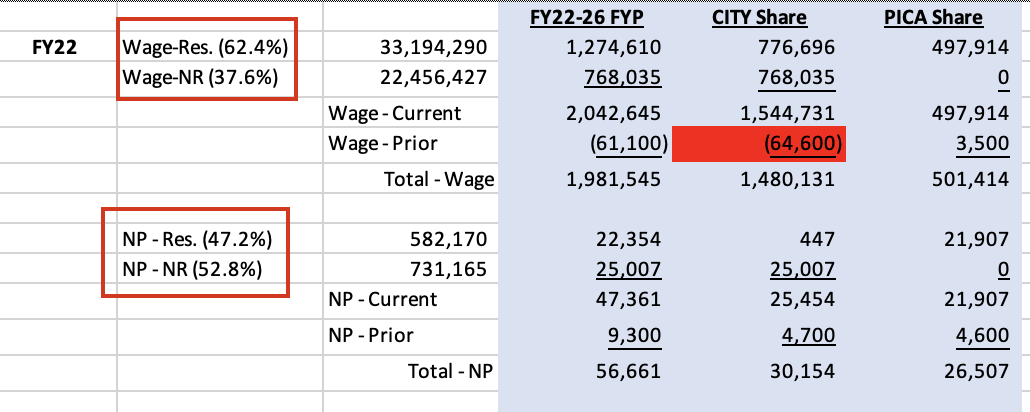 FY22-26 FYP CITY Share PICA Share
FY22 Wage-Res. (62.4%) 33,194,290 1,274,610 776,696 497,914
Wage-NR (37.6%) 22,456,427 768,035 768,035 0
Wage - Current 2,042,645 1,544,731 497,914
Wage - Prior (61,100) (64,600) 3,500
Total - Wage 1,981,545 1,480,131 501,414
NP - Res. (47.2%) 582,170 22,354 447 21,907
NP - NR (52.8%) 731,165 25,007 25,007 0
NP - Current 47,361 25,454 21,907
NP - Prior 9,300 4,700 4,600
Total - NP 56,661 30,154 26,507